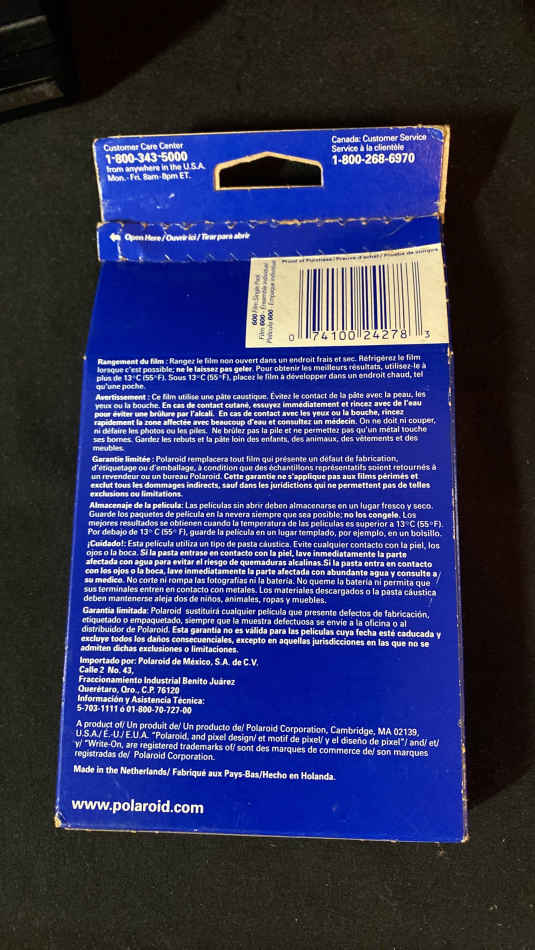 Customer Care Center
1-800-343-5000
from anywhere in the U.S.A.
Mon.- Fri. 8am-8pm ET.
Canada: Customer Service
Service à la clientèle
1-800-268-6970
Open Here / Ouvrir ici / Tirar para abrir
Proof of Purchase / Preuve d'achat / Prueba de compra
600 Film Single Pack
Film 600 - Ensemble individuel
Película 600 - Empaque individual
0 74100 24278 3
Rangement du film : Rangez le film non ouvert dans un endroit frais et sec. Réfrigérez le film
lorsque c'est possible; ne le laissez pas geler. Pour obtenir les meilleurs résultats, utilisez-le à
plus de 13°C (55°F). Sous 13°C (55°F), placez le film à développer dans un endroit chaud, tel
qu'une poche.
Avertissement : Ce film utilise une pâte caustique. Évitez le contact de la pâte avec la peau, les
yeux ou la bouche. En cas de contact cutané, essuyez immédiatement et rincez avec de l'eau
pour éviter une brûlure par l'alcali. En cas de contact avec les yeux ou la bouche, rincez
rapidement la zone affectée avec beaucoup d'eau et consultez un médecin. On ne doit ni couper,
ni défaire les photos ou les piles. Ne brûlez pas la pile et ne permettez pas qu'un métal touche
ses bornes. Gardez les rebuts et la pâte loin des enfants, des animaux, des vêtements et des
meubles.
Garantie limitée : Polaroid remplacera tout film qui présente un défaut de fabrication,
d'étiquetage ou d'emballage, à condition que des échantillons représentatifs soient retournés à
un revendeur ou un bureau Polaroid. Cette garantie ne s'applique pas aux films périmés et
exclut tous les dommages indirects, sauf dans les juridictions qui ne permettent pas de telles
exclusions ou limitations.
Almacenaje de la película: Las películas sin abrir deben almacenarse en un lugar fresco y seco.
Guarde los paquetes de película en la nevera siempre que sea posible; no los congele. Los
mejores resultados se obtienen cuando la temperatura de las películas es superior a 13°C (55°F).
Por debajo de 13° C (55° F), guarde la película en un lugar templado, por ejemplo, en un bolsillo.
¡Cuidado!: Esta película utiliza un tipo de pasta cáustica. Evite cualquier contacto con la piel, los
ojos o la boca. Si la pasta entrase en contacto con la piel, lave inmediatamente la parte
afectada con agua para evitar el riesgo de quemaduras alcalinas.Si la pasta entra en contacto
con los ojos o la boca, lave inmediatamente la parte afectada con abundante agua y consulte a
su medico. No corte ni rompa las fotografías ni la batería. No queme la batería ni permita que
sus terminales entren en contacto con metales. Los materiales descargados o la pasta cáustica
deben mantenerse aleja dos de niños, animales, ropas y muebles.
Garantía limitada: Polaroid sustituirá cualquier película que presente defectos de fabricación,
etiquetado o empaquetado, siempre que la muestra defectuosa se envie a la oficina o al
distribuidor de Polaroid. Esta garantía no es válida para las películas cuya fecha esté caducada y
excluye todos los daños consecuenciales, excepto en aquellas jurisdicciones en las que no se
admiten dichas exclusiones o limitaciones.
Importado por: Polaroid de México, S.A. de C.V.
Calle 2 No. 43,
Fraccionamiento Industrial Benito Juárez
Querétaro, Qro., C.P. 76120
Información y Asistencia Técnica:
5-703-1111 ó 01-800-70-727-00
A product of/ Un produit de/ Un producto de/ Polaroid Corporation, Cambridge, MA 02139,
U.S.A./ É.-U./ E.U.A. "Polaroid, and pixel design/ et motif de pixel/ y el diseño de pixel"/ and/ et/
y/ "Write-On, are registered trademarks of/ sont des marques de commerce de/ son marques
registradas de/ Polaroid Corporation.
Made in the Netherlands/ Fabriqué aux Pays-Bas/Hecho en Holanda.
www.polaroid.com